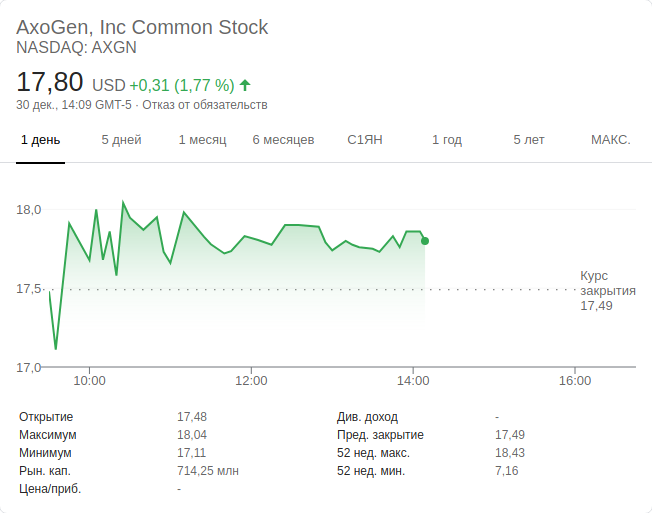 AxoGen, Inc Common Stock
NASDAQ: AXGN
17,80 USD +0,31 (1,77 %)
30 дек., 14:09 GMT-5 · Отказ от обязательств
1 день 5 дней 1 месяц 6 месяцев С1ЯН 1 год 5 лет МАКС.
18,0
17,5
17,0
Курс
закрытия
17,49
10:00 12:00 14:00 16:00
Открытие 17,48 Див. доход -
Максимум 18,04 Пред. закрытие 17,49
Минимум 17,11 52 нед. макс. 18,43
Рын. кап. 714,25 млн 52 нед. мин. 7,16
Цена/приб. -